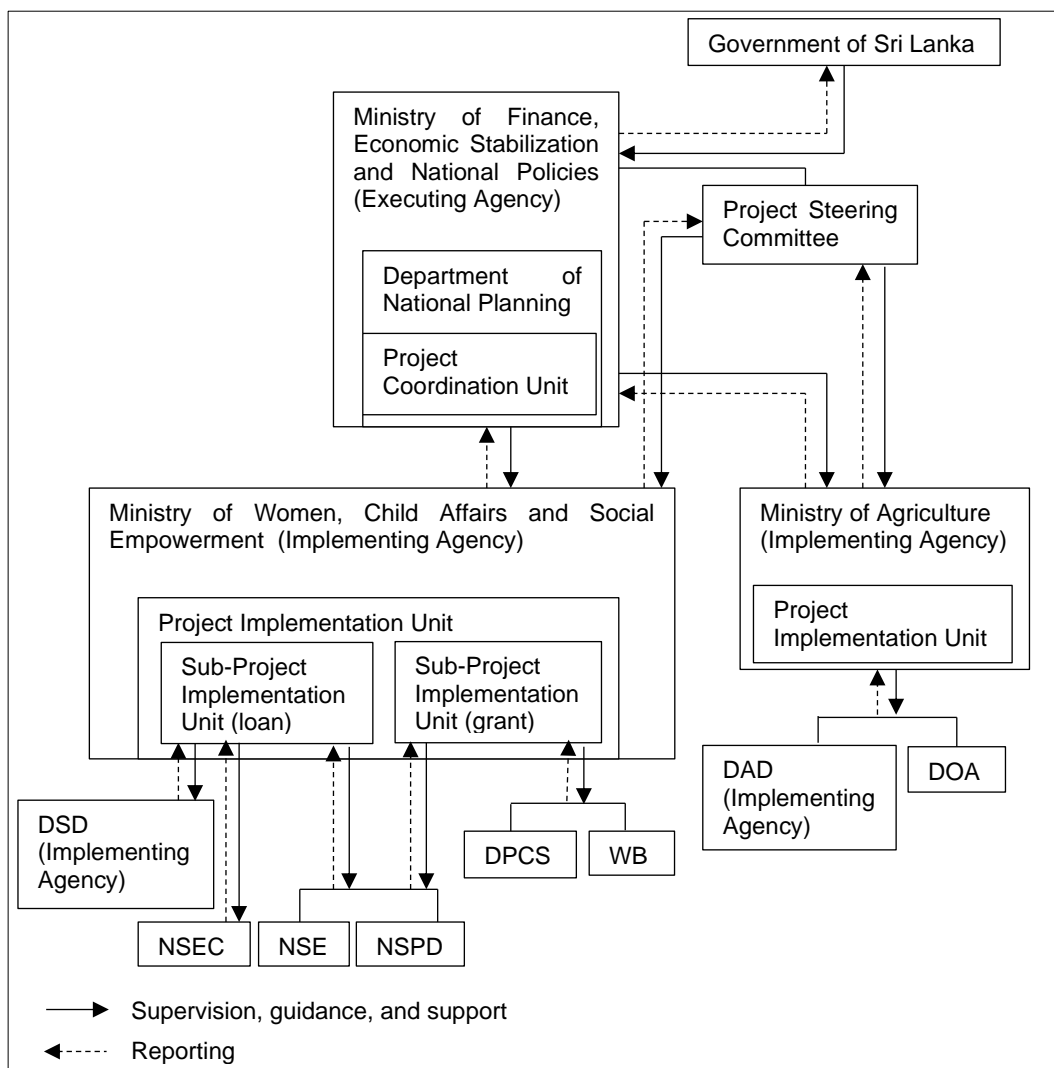 Government of Sri Lanka
Ministry of Finance,
Economic Stabilization
and National Policies
(Executing Agency)
Project Steering
Committee
Department of
National Planning
Project
Coordination Unit
Ministry of Women, Child Affairs and Social
Empowerment (Implementing Agency)
Ministry of Agriculture
(Implementing Agency)
Project Implementation Unit
Sub-Project
Implementation
Unit (loan)
Sub-Project
Implementation
Unit (grant)
Project
Implementation Unit
DSD
(Implementing
Agency)
DPCS
WB
DAD
(Implementing
Agency)
DOA
NSEC
NSE
NSPD
Supervision, guidance, and support
Reporting